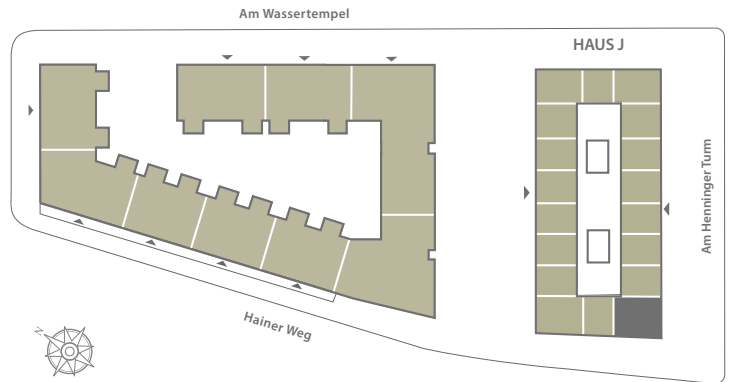 Am Wassertempel
HAUS J
Am Henninger Turm
Hainer Weg
N